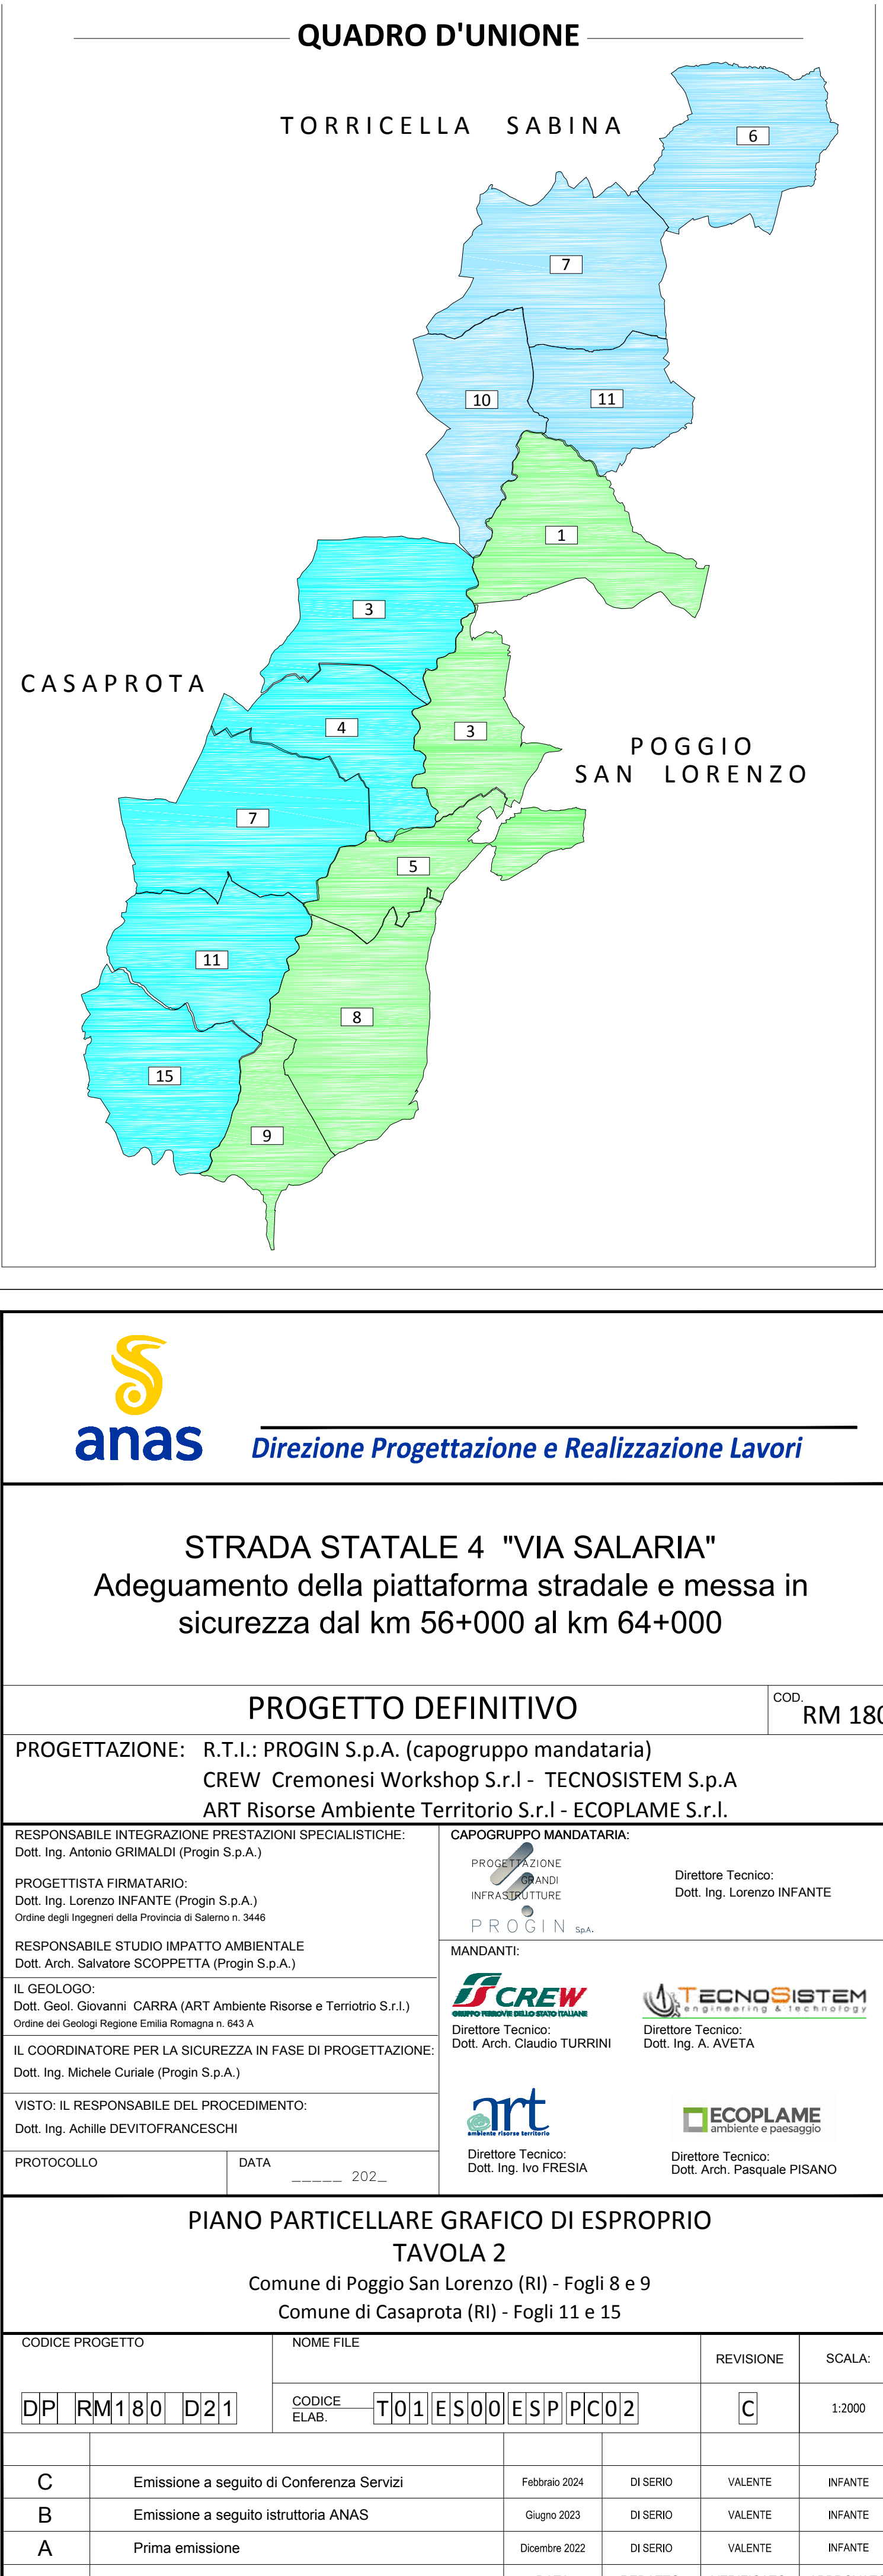 QUADRO D'UNIONE
TORRICELLA SABINA
6
7
10
11
1
3
CASAPROTA
4
3
POGGIO
SAN LORENZO
7
5
11
8
15
9
anas
Direzione Progettazione e Realizzazione Lavori
STRADA STATALE 4 "VIA SALARIA"
Adeguamento della piattaforma stradale e messa in
sicurezza dal km 56+000 al km 64+000
PROGETTO DEFINITIVO
COD.
RM 180
PROGETTAZIONE: R.T.I.: PROGIN S.p.A. (capogruppo mandataria)
CREW Cremonesi Workshop S.r.l - TECNOSISTEM S.p.A
ART Risorse Ambiente Territorio S.r.l - ECOPLAME S.r.l.
RESPONSABILE INTEGRAZIONE PRESTAZIONI SPECIALISTICHE:
Dott. Ing. Antonio GRIMALDI (Progin S.p.A.)
PROGETTISTA FIRMATARIO:
Dott. Ing. Lorenzo INFANTE (Progin S.p.A.)
Ordine degli Ingegneri della Provincia di Salerno n. 3446
RESPONSABILE STUDIO IMPATTO AMBIENTALE
Dott. Arch. Salvatore SCOPPETTA (Progin S.p.A.)
IL GEOLOGO:
Dott. Geol. Giovanni CARRA (ART Ambiente Risorse e Terriotrio S.r.l.)
Ordine dei Geologi Regione Emilia Romagna n. 643 A
IL COORDINATORE PER LA SICUREZZA IN FASE DI PROGETTAZIONE:
Dott. Ing. Michele Curiale (Progin S.p.A.)
VISTO: IL RESPONSABILE DEL PROCEDIMENTO:
Dott. Ing. Achille DEVITOFRANCESCHI
PROTOCOLLO
DATA
_____ 202_
CAPOGRUPPO MANDATARIA:
PROGETTAZIONE
GRANDI
INFRASTRUTTURE
PROGIN S.p.A.
Direttore Tecnico:
Dott. Ing. Lorenzo INFANTE
MANDANTI:
CREW
GRUPPO FERROVIE DELLO STATO ITALIANE
Direttore Tecnico:
Dott. Arch. Claudio TURRINI
TECNOSISTEM
engineering & technology
Direttore Tecnico:
Dott. Ing. A. AVETA
art
ambiente risorse territorio
Direttore Tecnico:
Dott. Ing. Ivo FRESIA
ECOPLAME
ambiente e paesaggio
Direttore Tecnico:
Dott. Arch. Pasquale PISANO
PIANO PARTICELLARE GRAFICO DI ESPROPRIO
TAVOLA 2
Comune di Poggio San Lorenzo (RI) - Fogli 8 e 9
Comune di Casaprota (RI) - Fogli 11 e 15
CODICE PROGETTO
NOME FILE
REVISIONE
SCALA:
DP RM180 D21
CODICE
ELAB.
T01ES00ESPPC02
C
1:2000
C Emissione a seguito di Conferenza Servizi Febbraio 2024 DI SERIO VALENTE INFANTE
B Emissione a seguito istruttoria ANAS Giugno 2023 DI SERIO VALENTE INFANTE
A Prima emissione Dicembre 2022 DI SERIO VALENTE INFANTE